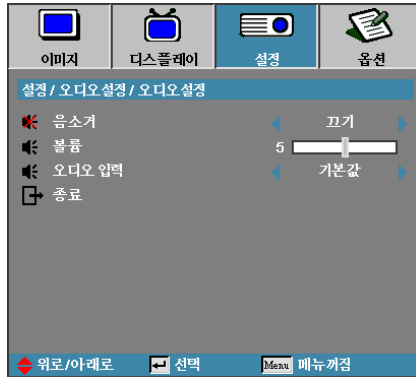 이미지 디스플레이 설정 옵션
설정 / 오디오설정 / 오디오설정
음소거 끄기
볼륨 5
오디오 입력 기본값
종료
위로/아래로 선택 Menu 메뉴꺼짐